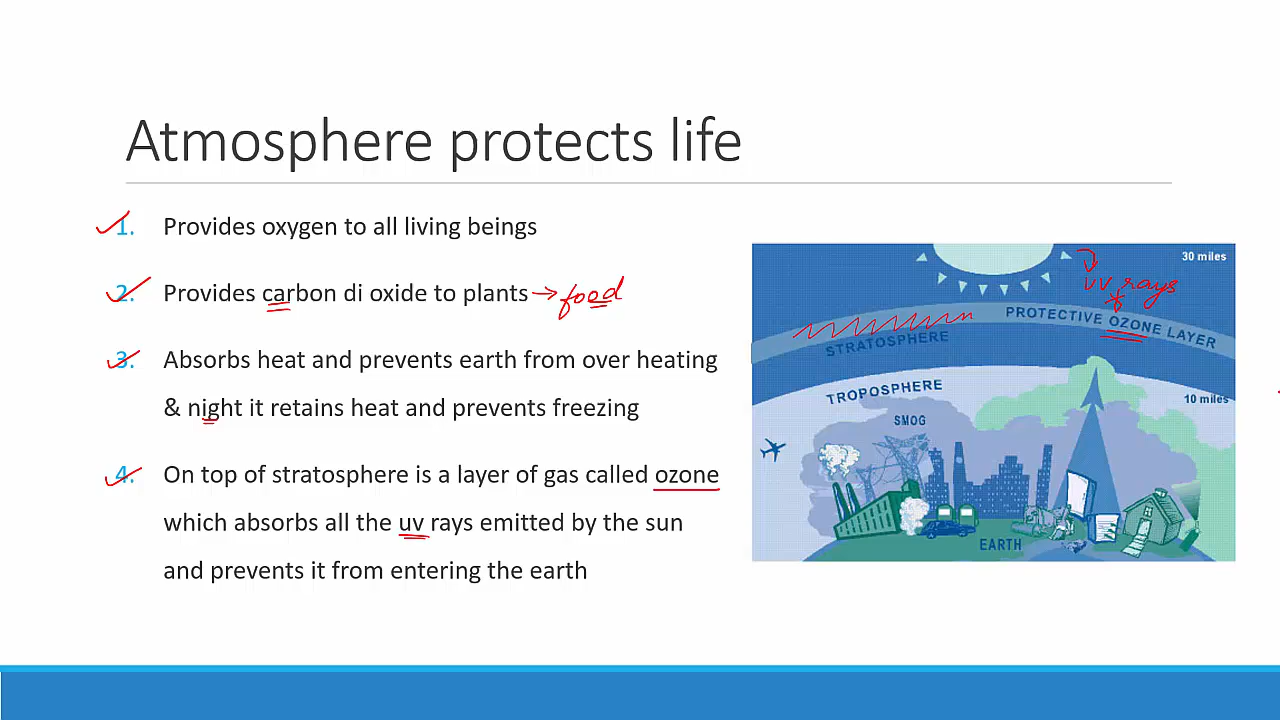 Atmosphere protects life
1. Provides oxygen to all living beings
2. Provides carbon di oxide to plants → food
3. Absorbs heat and prevents earth from over heating
& night it retains heat and prevents freezing
4. On top of stratosphere is a layer of gas called ozone
which absorbs all the uv rays emitted by the sun
and prevents it from entering the earth
30 miles
UV rays
PROTECTIVE OZONE LAYER
STRATOSPHERE
TROPOSPHERE
10 miles
SMOG
EARTH